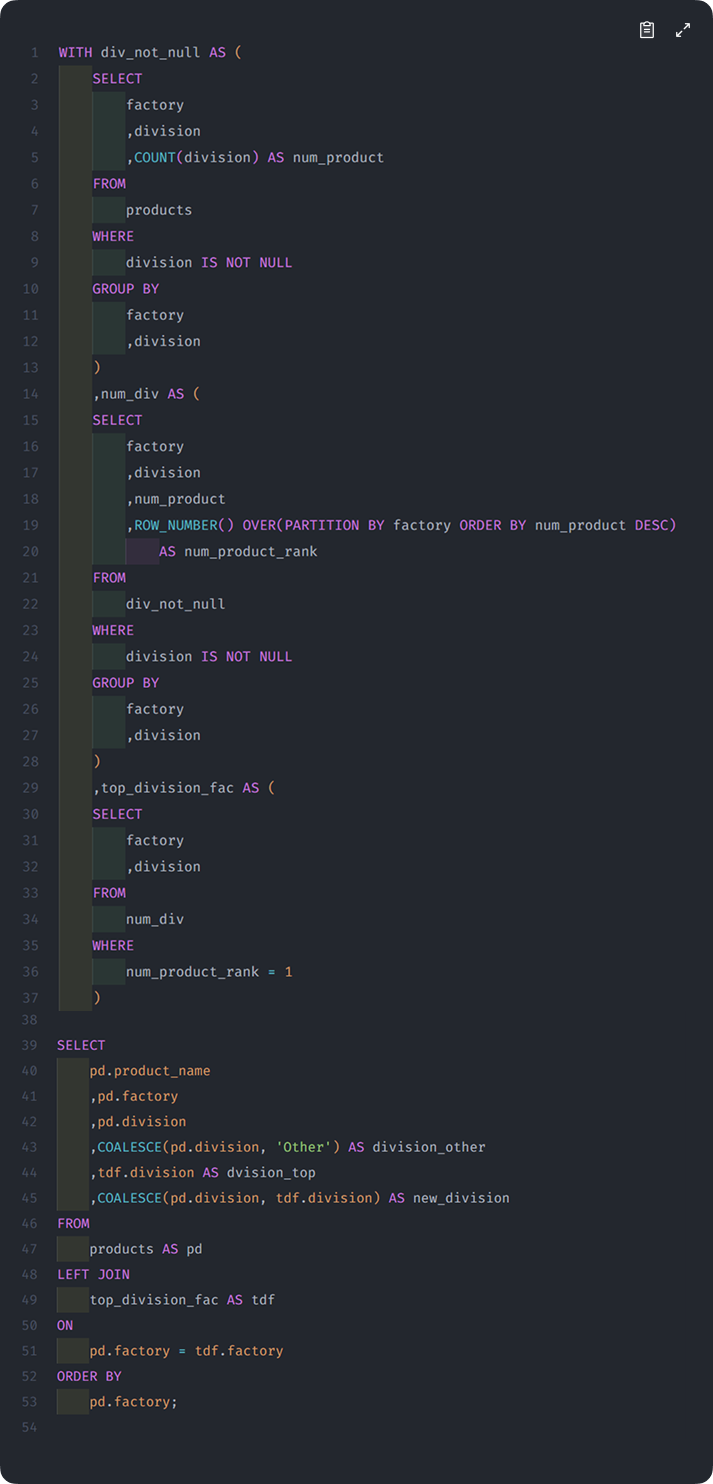 1 WITH div_not_null AS (
2 SELECT
3 factory
4 ,division
5 ,COUNT(division) AS num_product
6 FROM
7 products
8 WHERE
9 division IS NOT NULL
10 GROUP BY
11 factory
12 ,division
13 )
14 ,num_div AS (
15 SELECT
16 factory
17 ,division
18 ,num_product
19 ,ROW_NUMBER() OVER(PARTITION BY factory ORDER BY num_product DESC)
20 AS num_product_rank
21 FROM
22 div_not_null
23 WHERE
24 division IS NOT NULL
25 GROUP BY
26 factory
27 ,division
28 )
29 ,top_division_fac AS (
30 SELECT
31 factory
32 ,division
33 FROM
34 num_div
35 WHERE
36 num_product_rank = 1
37 )
38
39 SELECT
40 pd.product_name
41 ,pd.factory
42 ,pd.division
43 ,COALESCE(pd.division, 'Other') AS division_other
44 ,tdf.division AS dvision_top
45 ,COALESCE(pd.division, tdf.division) AS new_division
46 FROM
47 products AS pd
48 LEFT JOIN
49 top_division_fac AS tdf
50 ON
51 pd.factory = tdf.factory
52 ORDER BY
53 pd.factory;
54